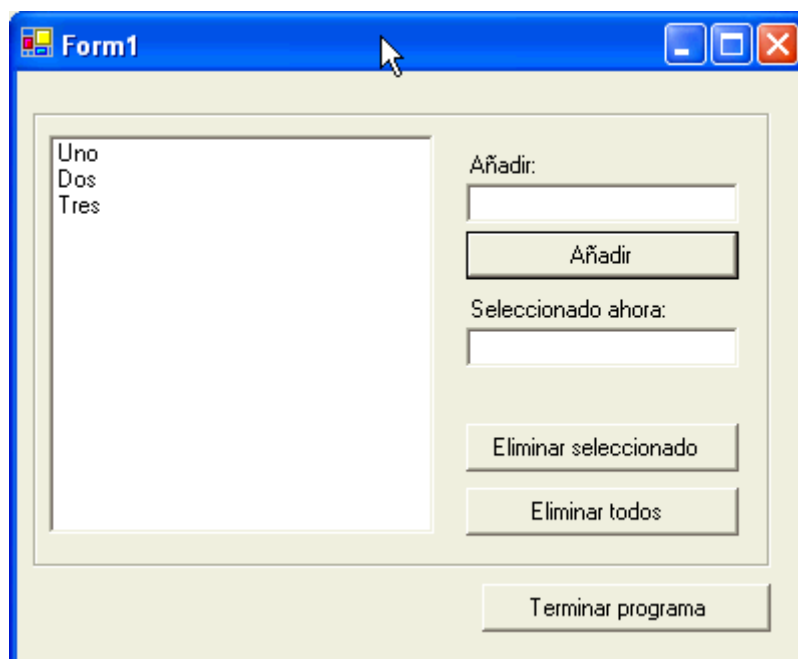 Form1
Uno
Dos
Tres
Añadir:
Añadir
Seleccionado ahora:
Eliminar seleccionado
Eliminar todos
Terminar programa